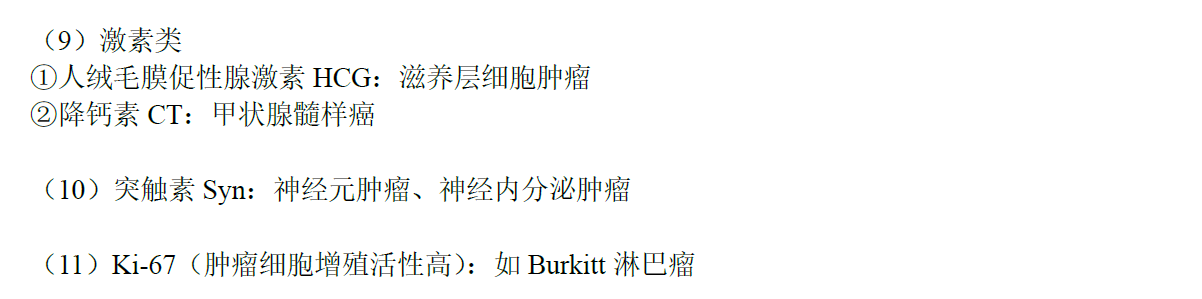 （9）激素类
①人绒毛膜促性腺激素 HCG：滋养层细胞肿瘤
②降钙素 CT：甲状腺髓样癌
（10）突触素 Syn：神经元肿瘤、神经内分泌肿瘤
（11）Ki-67（肿瘤细胞增殖活性高）：如 Burkitt 淋巴瘤